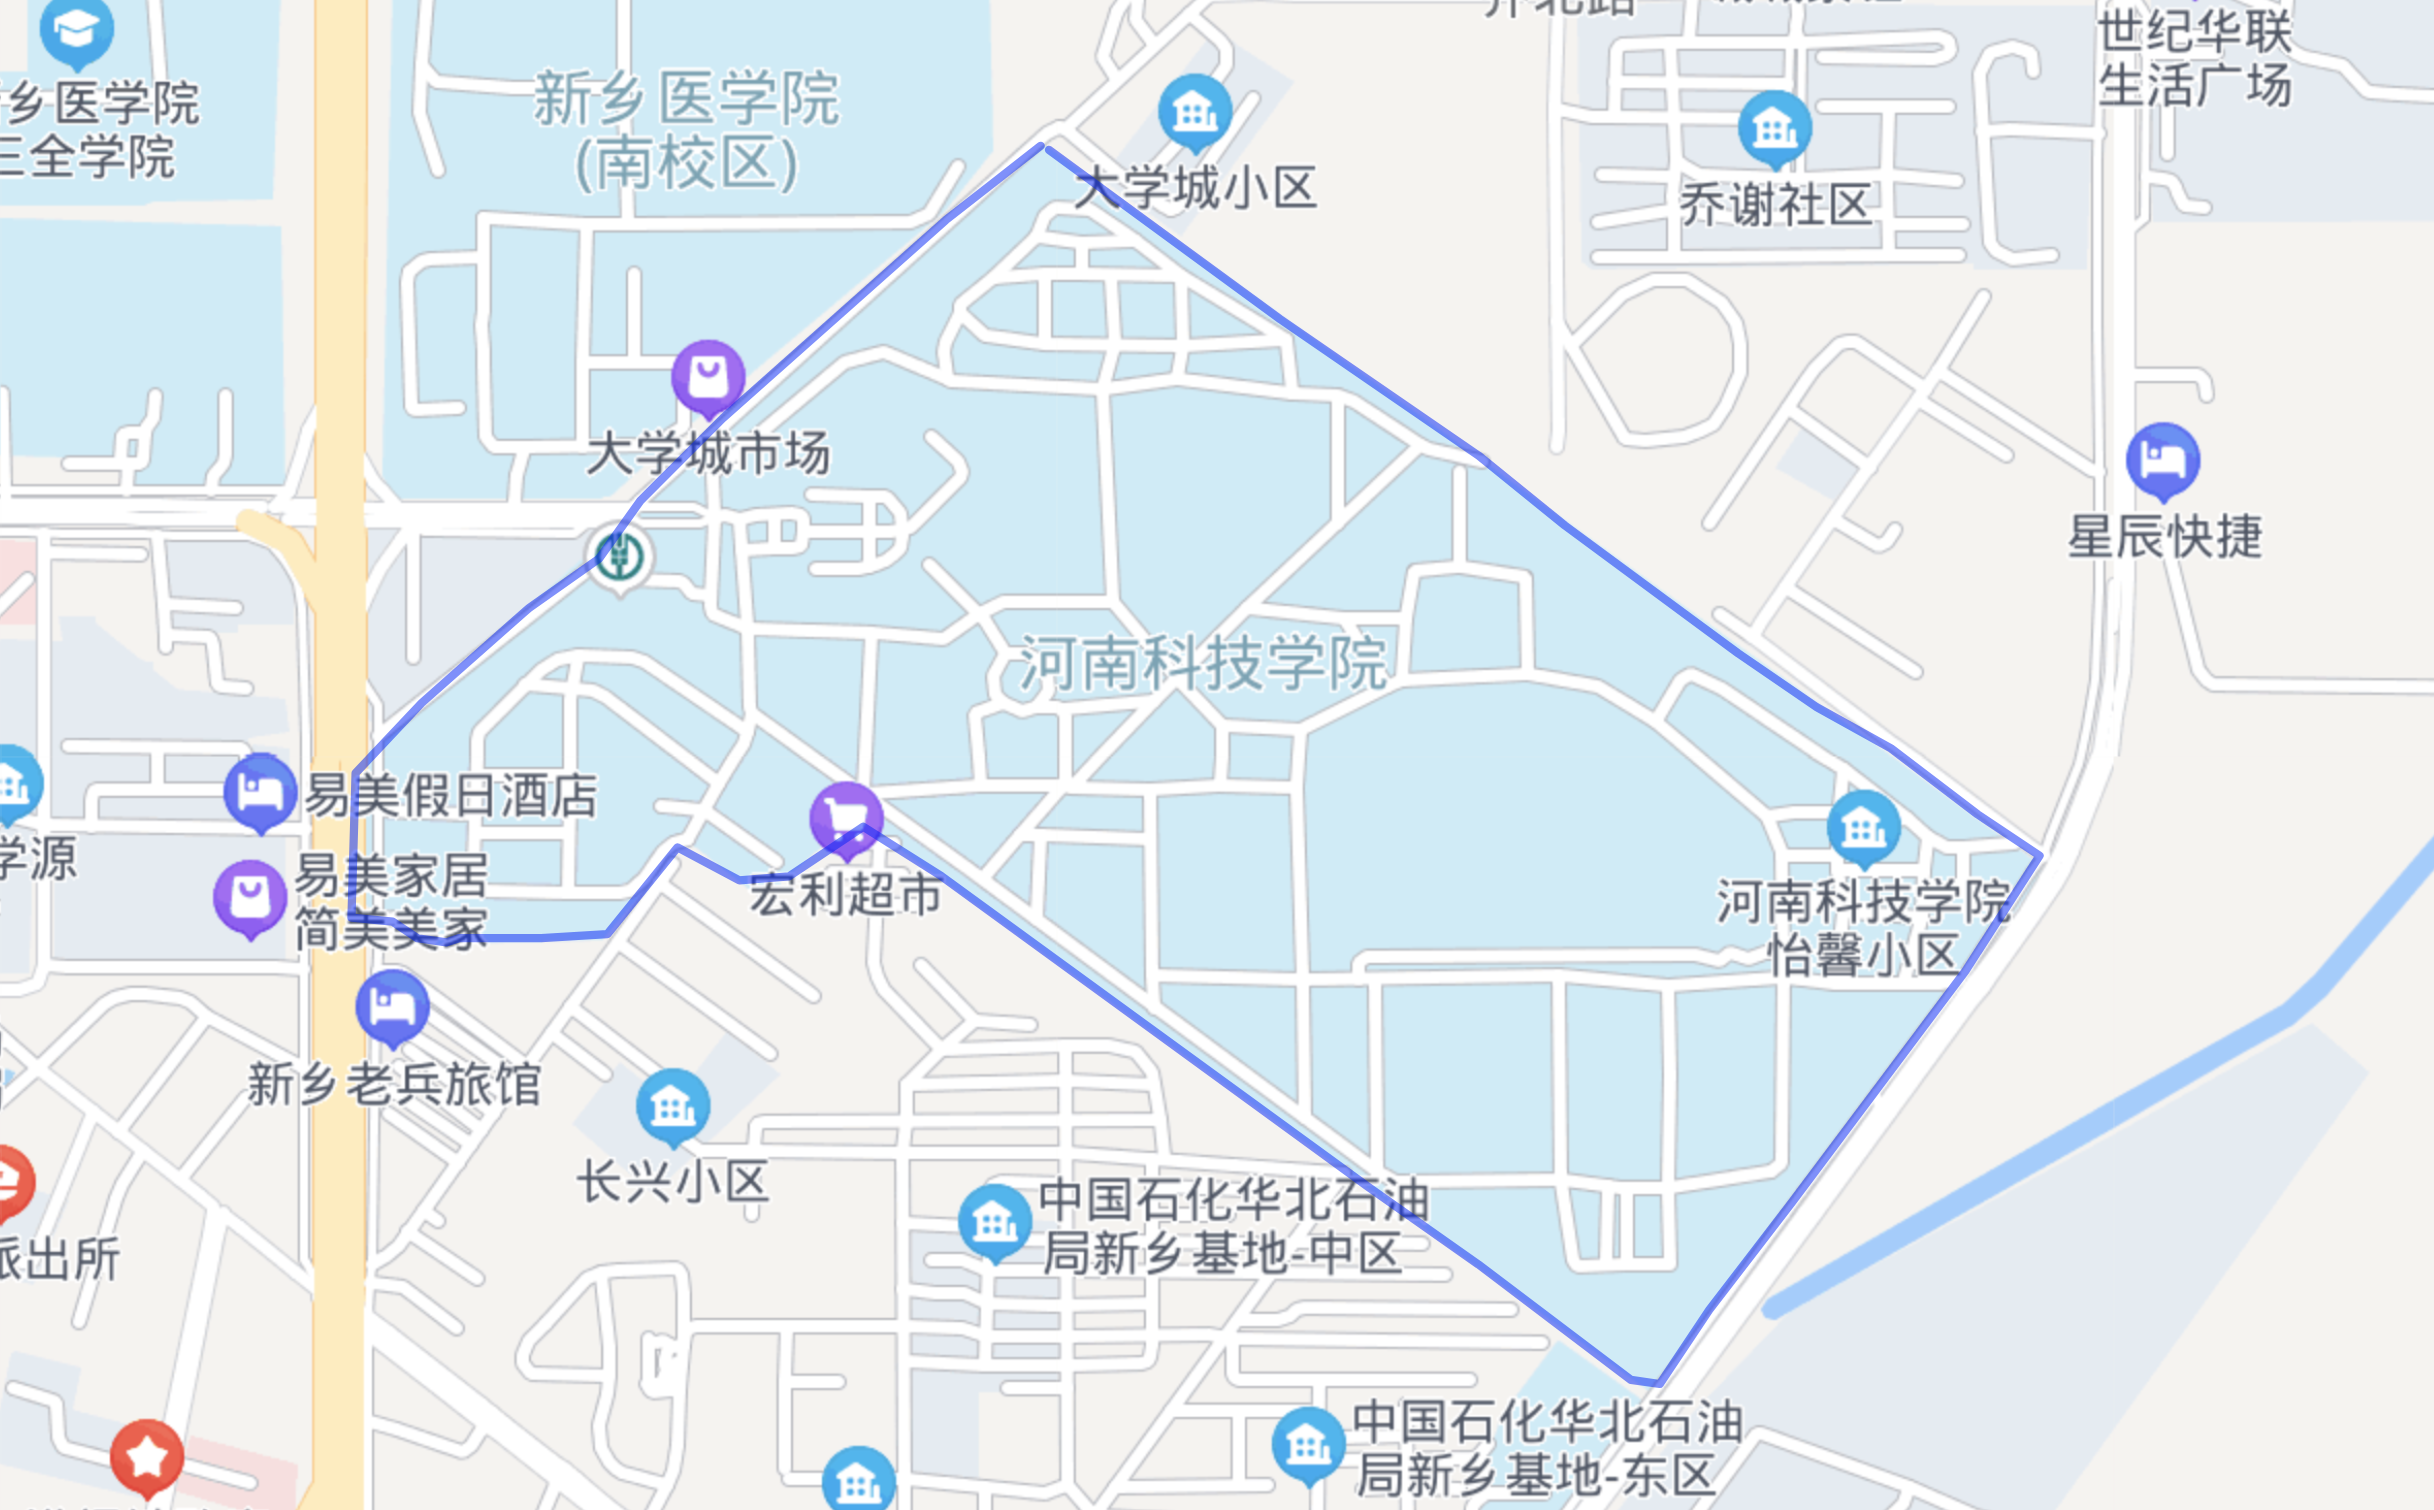 世纪华联
生活广场
乡医学院
三全学院
新乡医学院
(南校区)
大学城小区
乔谢社区
大学城市场
星辰快捷
河南科技学院
易美假日酒店
学源
易美家居
简美美家
宏利超市
河南科技学院
怡馨小区
新乡老兵旅馆
长兴小区
中国石化华北石油
局新乡基地-中区
派出所
中国石化华北石油
局新乡基地-东区